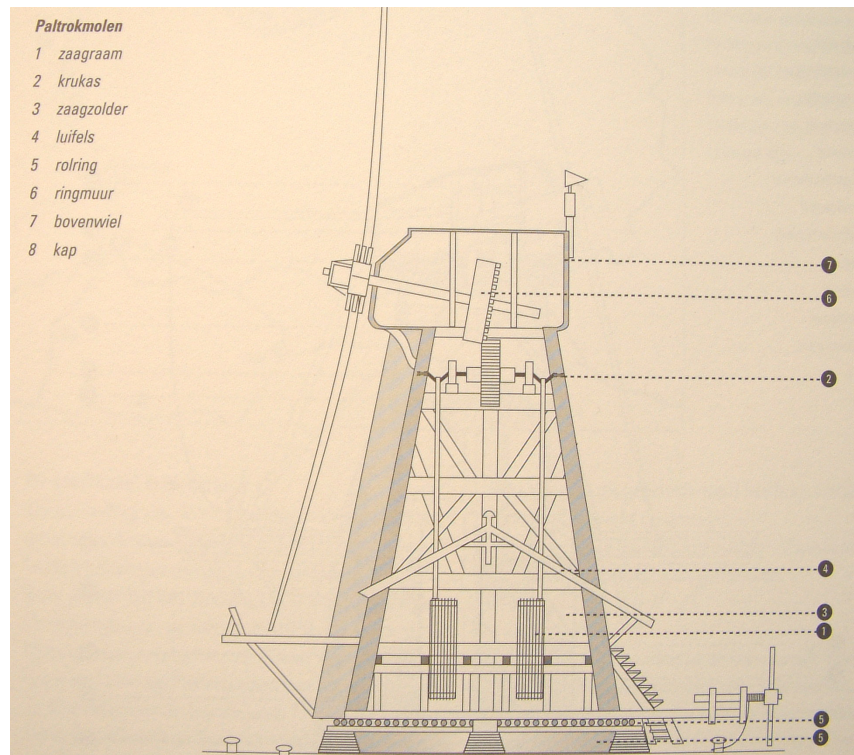 Paltrokmolen
1 zaagraam
2 krukas
3 zaagzolder
4 luifels
5 rolring
6 ringmuur
7 bovenwiel
8 kap
7
6
2
4
3
1
5
5